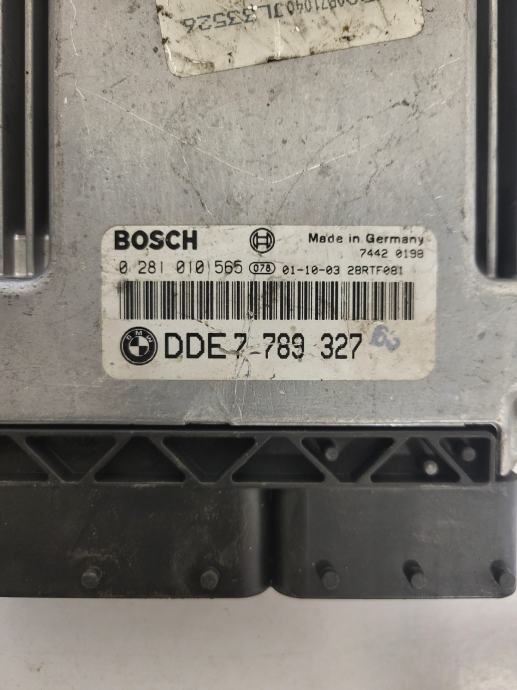 BOSCH Made in Germany
7442 0198
0 281 010 565 078 01-10-03 28RTF081
BMW DDE 7 789 327